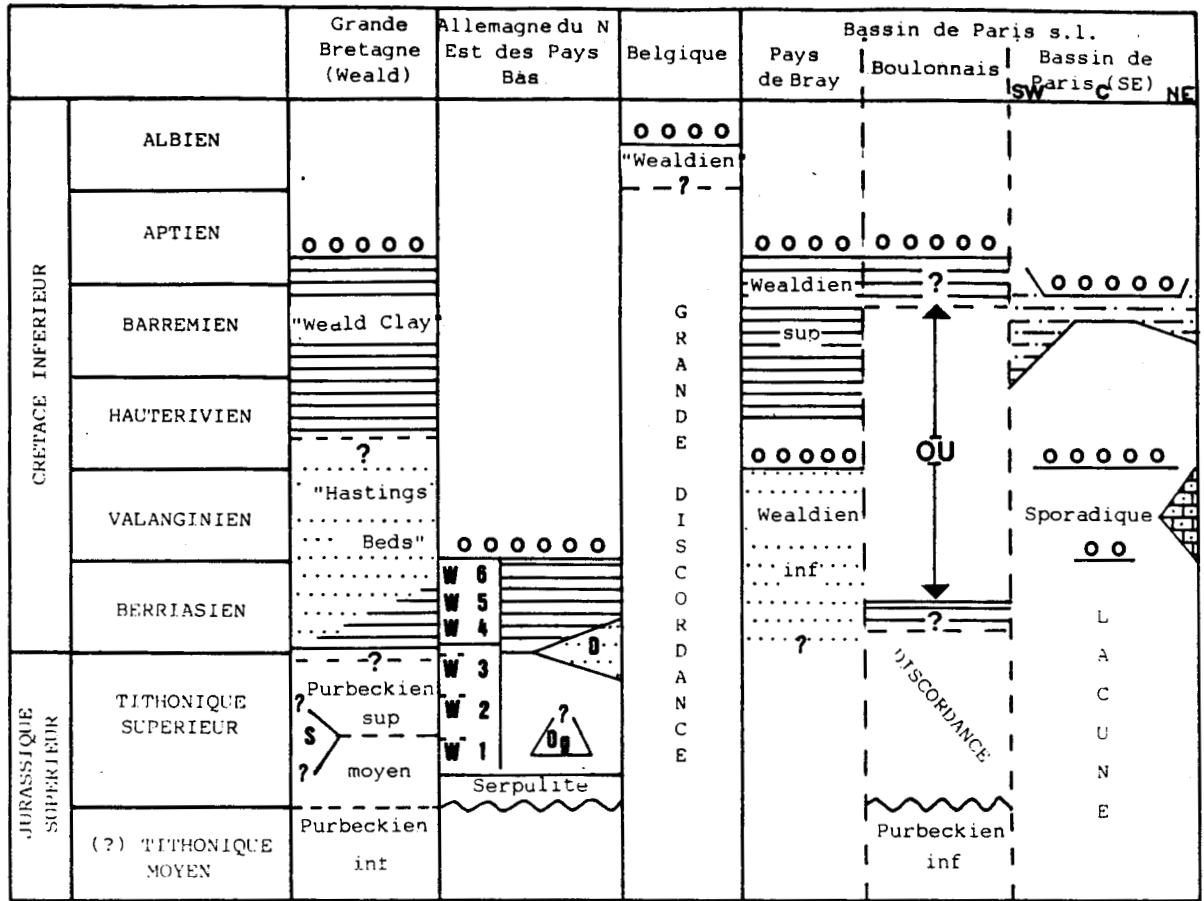 Grande
Bretagne
(Weald)
Allemagne du N
Est des Pays
Bas
Belgique
Bassin de Paris s.l.
Pays
de Bray
Boulonnais
Bassin de
Paris (SE)
SW C NE
CRETACE INFERIEUR
JURASSIQUE
SUPERIEUR
ALBIEN
APTIEN
BARREMIEN
HAUTERIVIEN
VALANGINIEN
BERRIASIEN
TITHONIQUE
SUPERIEUR
(?) TITHONIQUE
MOYEN
"Weald Clay
?
"Hastings
Beds"
?
Purbeckien
sup
?
S
?
moyen
Purbeckien
inf
W 6
W 5
W 4
W 3
W 2
W 1
D
?
Dg
Serpulite
"Wealdien"
?
GRANDE DISCORDANCE
Wealdien
sup
Wealdien
inf
?
?
OU
?
DISCORDANCE
Purbeckien
inf
Sporadique
LACUNE